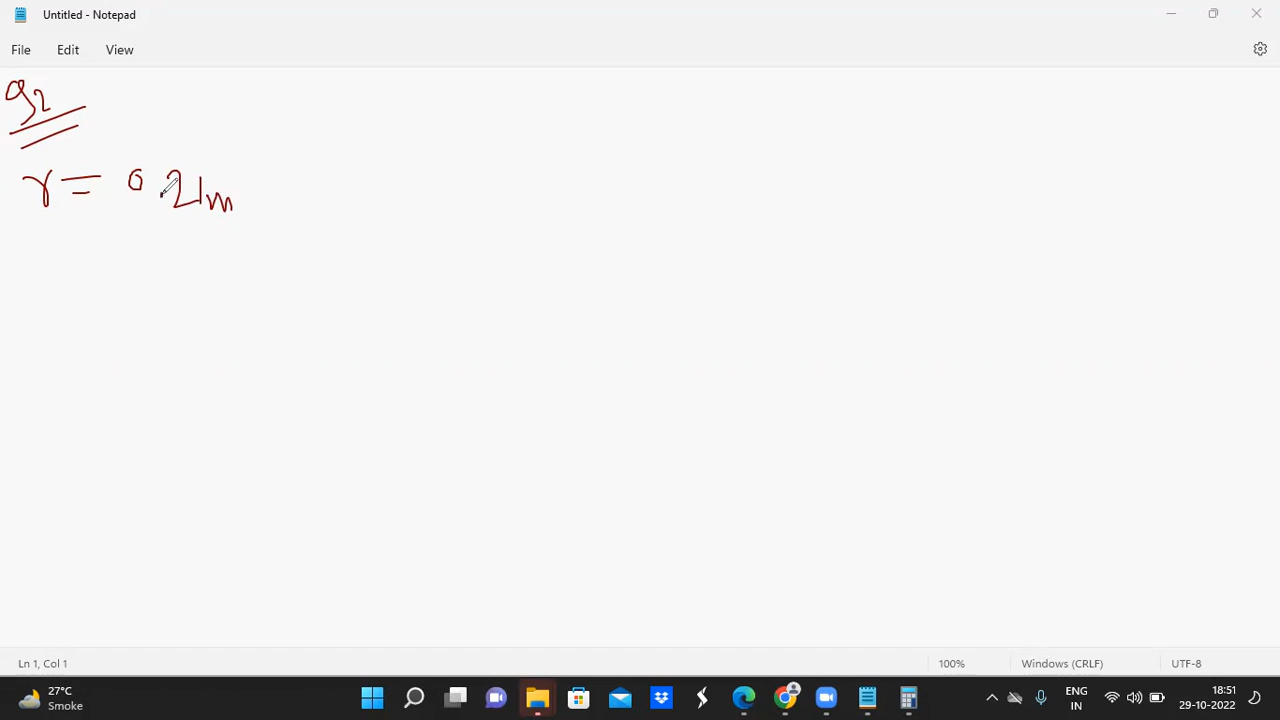 Untitled - Notepad
File Edit View
Q2
r = 0.21m
Ln 1, Col 1 100% Windows (CRLF) UTF-8
27°C
Smoke
ENG
IN
18:51
29-10-2022